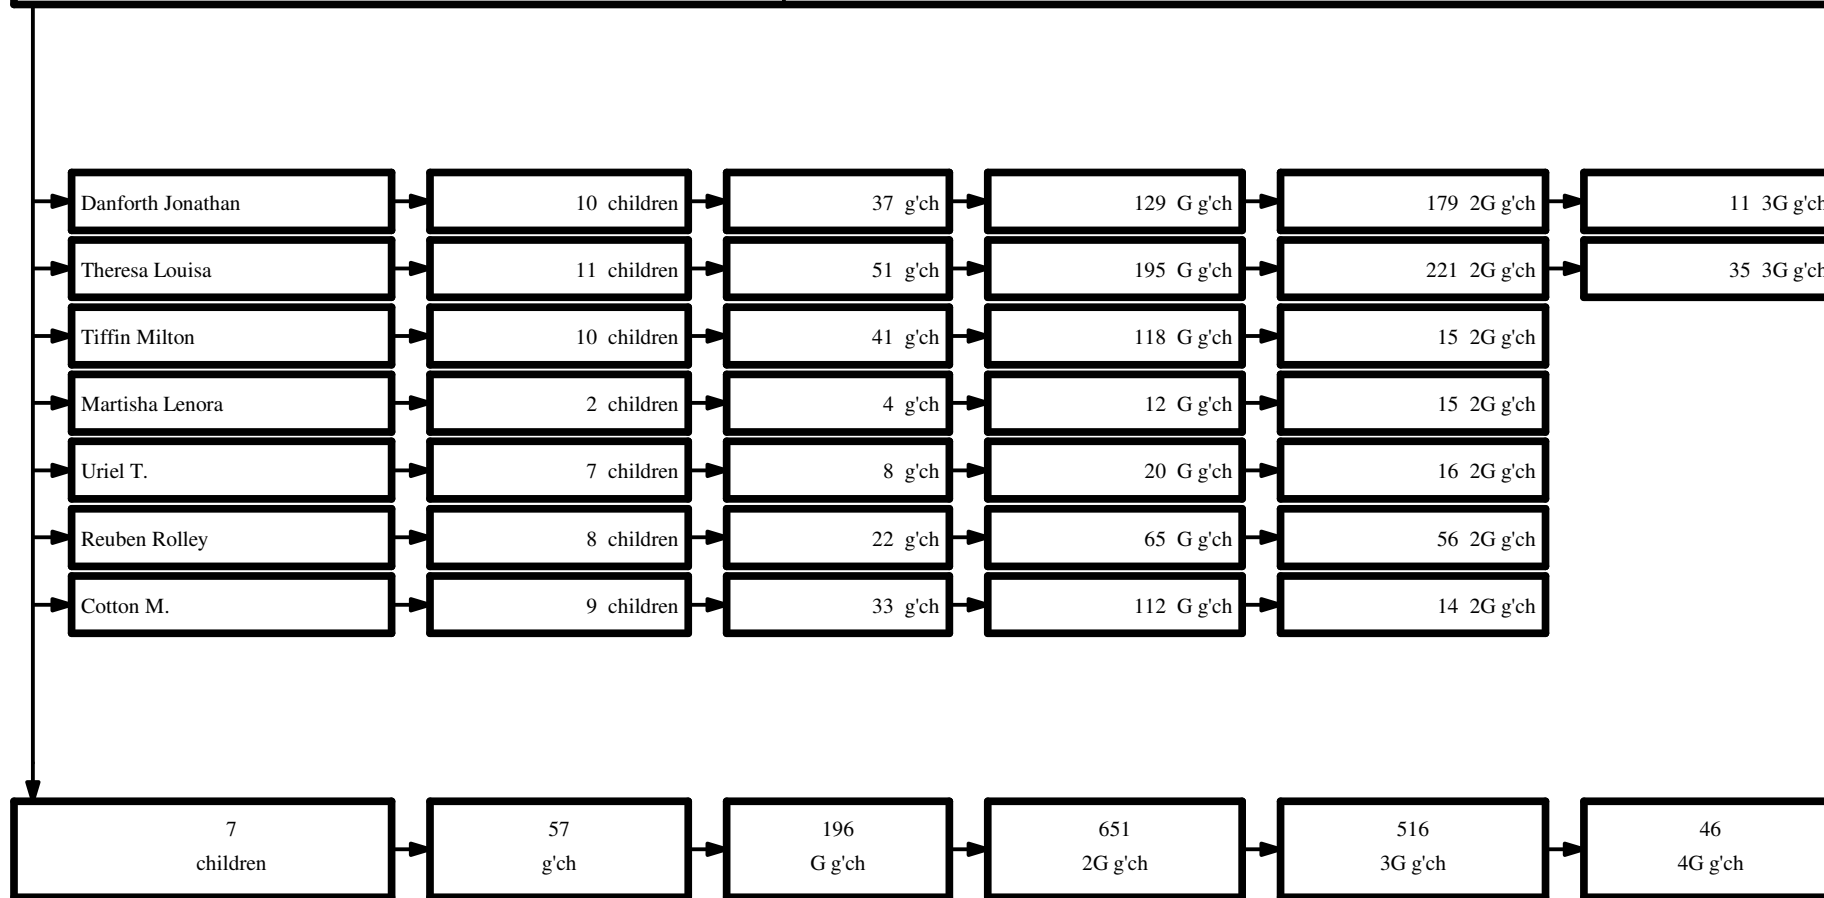 Danforth Jonathan 10 children 37 g'ch 129 G g'ch 179 2G g'ch 11 3G g'ch
Theresa Louisa 11 children 51 g'ch 195 G g'ch 221 2G g'ch 35 3G g'ch
Tiffin Milton 10 children 41 g'ch 118 G g'ch 15 2G g'ch
Martisha Lenora 2 children 4 g'ch 12 G g'ch 15 2G g'ch
Uriel T. 7 children 8 g'ch 20 G g'ch 16 2G g'ch
Reuben Rolley 8 children 22 g'ch 65 G g'ch 56 2G g'ch
Cotton M. 9 children 33 g'ch 112 G g'ch 14 2G g'ch
7 57 196 651 516 46
children g'ch G g'ch 2G g'ch 3G g'ch 4G g'ch